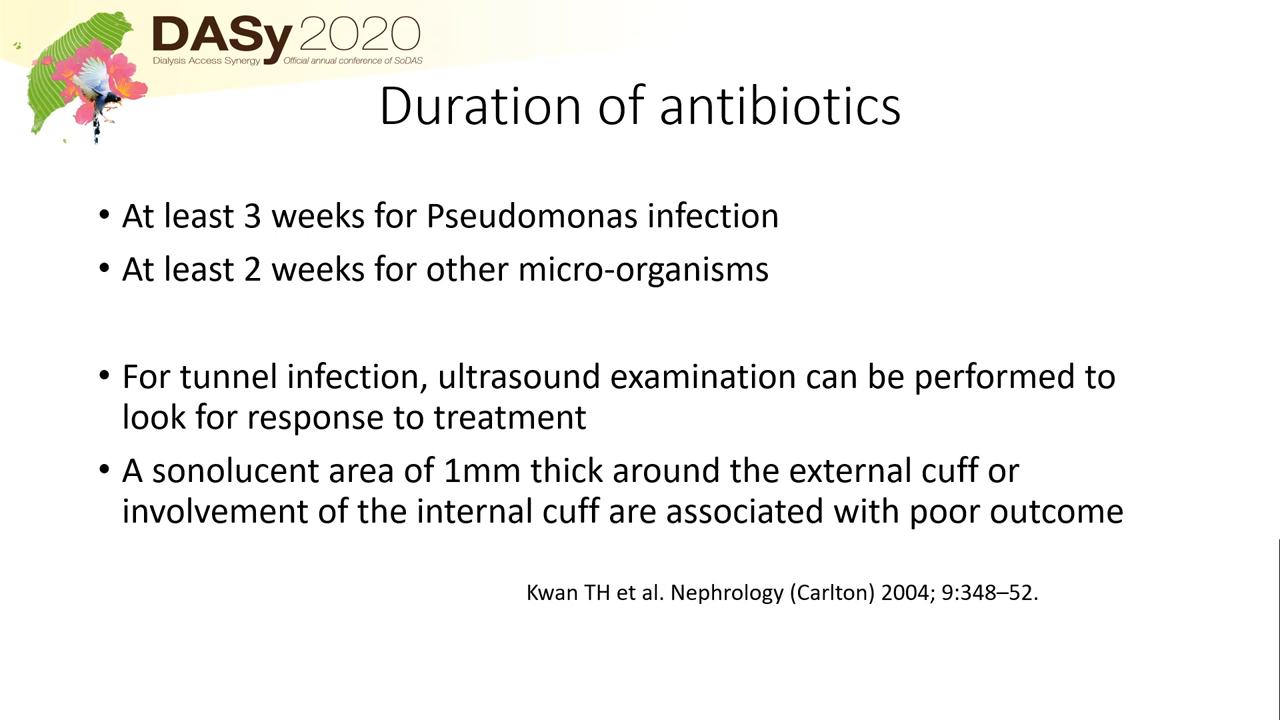 DASy 2020
Dialysis Access Synergy Official annual conference of SoDAS
Duration of antibiotics
• At least 3 weeks for Pseudomonas infection
• At least 2 weeks for other micro-organisms
• For tunnel infection, ultrasound examination can be performed to
look for response to treatment
• A sonolucent area of 1mm thick around the external cuff or
involvement of the internal cuff are associated with poor outcome
Kwan TH et al. Nephrology (Carlton) 2004; 9:348–52.